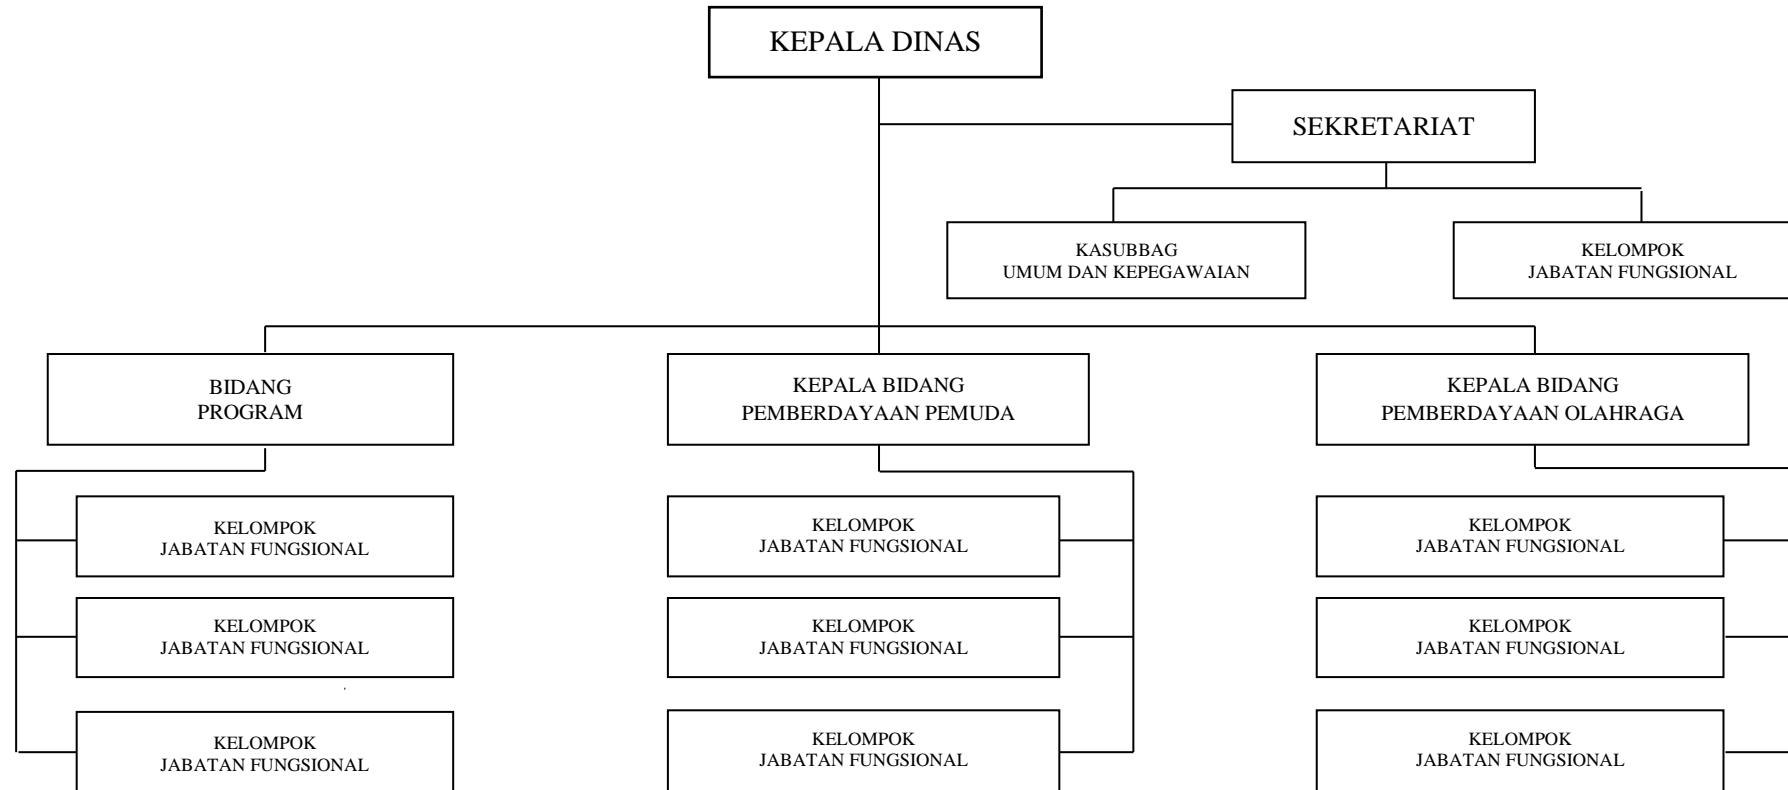 KEPALA DINAS
SEKRETARIAT
KASUBBAG
UMUM DAN KEPEGAWAIAN
KELOMPOK
JABATAN FUNGSIONAL
BIDANG
PROGRAM
KEPALA BIDANG
PEMBERDAYAAN PEMUDA
KEPALA BIDANG
PEMBERDAYAAN OLAHRAGA
KELOMPOK
JABATAN FUNGSIONAL
KELOMPOK
JABATAN FUNGSIONAL
KELOMPOK
JABATAN FUNGSIONAL
KELOMPOK
JABATAN FUNGSIONAL
KELOMPOK
JABATAN FUNGSIONAL
KELOMPOK
JABATAN FUNGSIONAL
KELOMPOK
JABATAN FUNGSIONAL
KELOMPOK
JABATAN FUNGSIONAL
KELOMPOK
JABATAN FUNGSIONAL